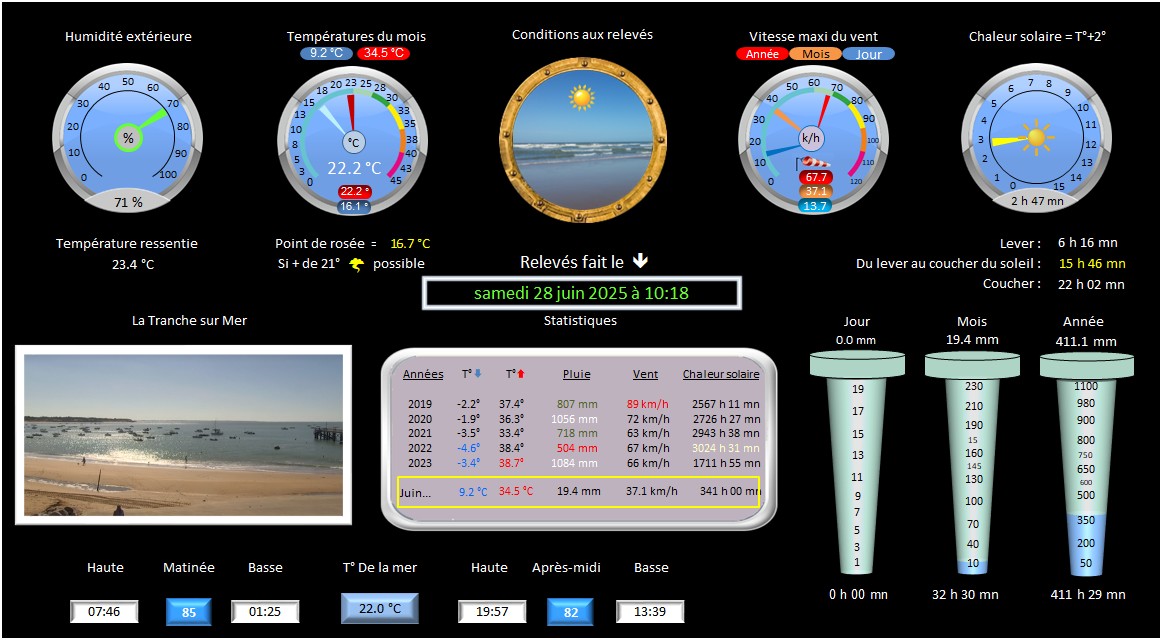 Humidité extérieure
Températures du mois
9.2 °C 34.5 °C
Conditions aux relevés
Vitesse maxi du vent
Année Mois Jour
Chaleur solaire = T°+2°
0 10 20 30 40 50 60 70 80 90 100
%
71 %
0 3 5 8 10 13 15 18 20 23 25 28 30 33 35 38 40 43 45
°C
22.2 °C
22.2 °
16.1 °
0 10 20 30 40 50 60 70 80 90 100 110 120
k/h
67.7
37.1
13.7
0 1 2 3 4 5 6 7 8 9 10 11 12 13 14 15
2 h 47 mn
Température ressentie
23.4 °C
Point de rosée = 16.7 °C
Si + de 21° possible
Relevés fait le
samedi 28 juin 2025 à 10:18
Lever : 6 h 16 mn
Du lever au coucher du soleil : 15 h 46 mn
Coucher : 22 h 02 mn
La Tranche sur Mer
Statistiques
Années T° T° Pluie Vent Chaleur solaire
2019 -2.2° 37.4° 807 mm 89 km/h 2567 h 11 mn
2020 -1.9° 36.3° 1056 mm 72 km/h 2726 h 27 mn
2021 -3.5° 33.4° 718 mm 63 km/h 2943 h 38 mn
2022 -4.6° 38.4° 504 mm 67 km/h 3024 h 31 mn
2023 -3.4° 38.7° 1084 mm 66 km/h 1711 h 55 mn
Juin... 9.2 °C 34.5 °C 19.4 mm 37.1 km/h 341 h 00 mn
Jour
0.0 mm
19
17
15
13
11
9
7
5
3
1
0 h 00 mn
Mois
19.4 mm
230
210
190
15
160
145
130
100
70
40
10
32 h 30 mn
Année
411.1 mm
1100
980
900
800
750
650
600
500
350
200
50
411 h 29 mn
Haute Matinée Basse
07:46 85 01:25
T° De la mer
22.0 °C
Haute Après-midi Basse
19:57 82 13:39